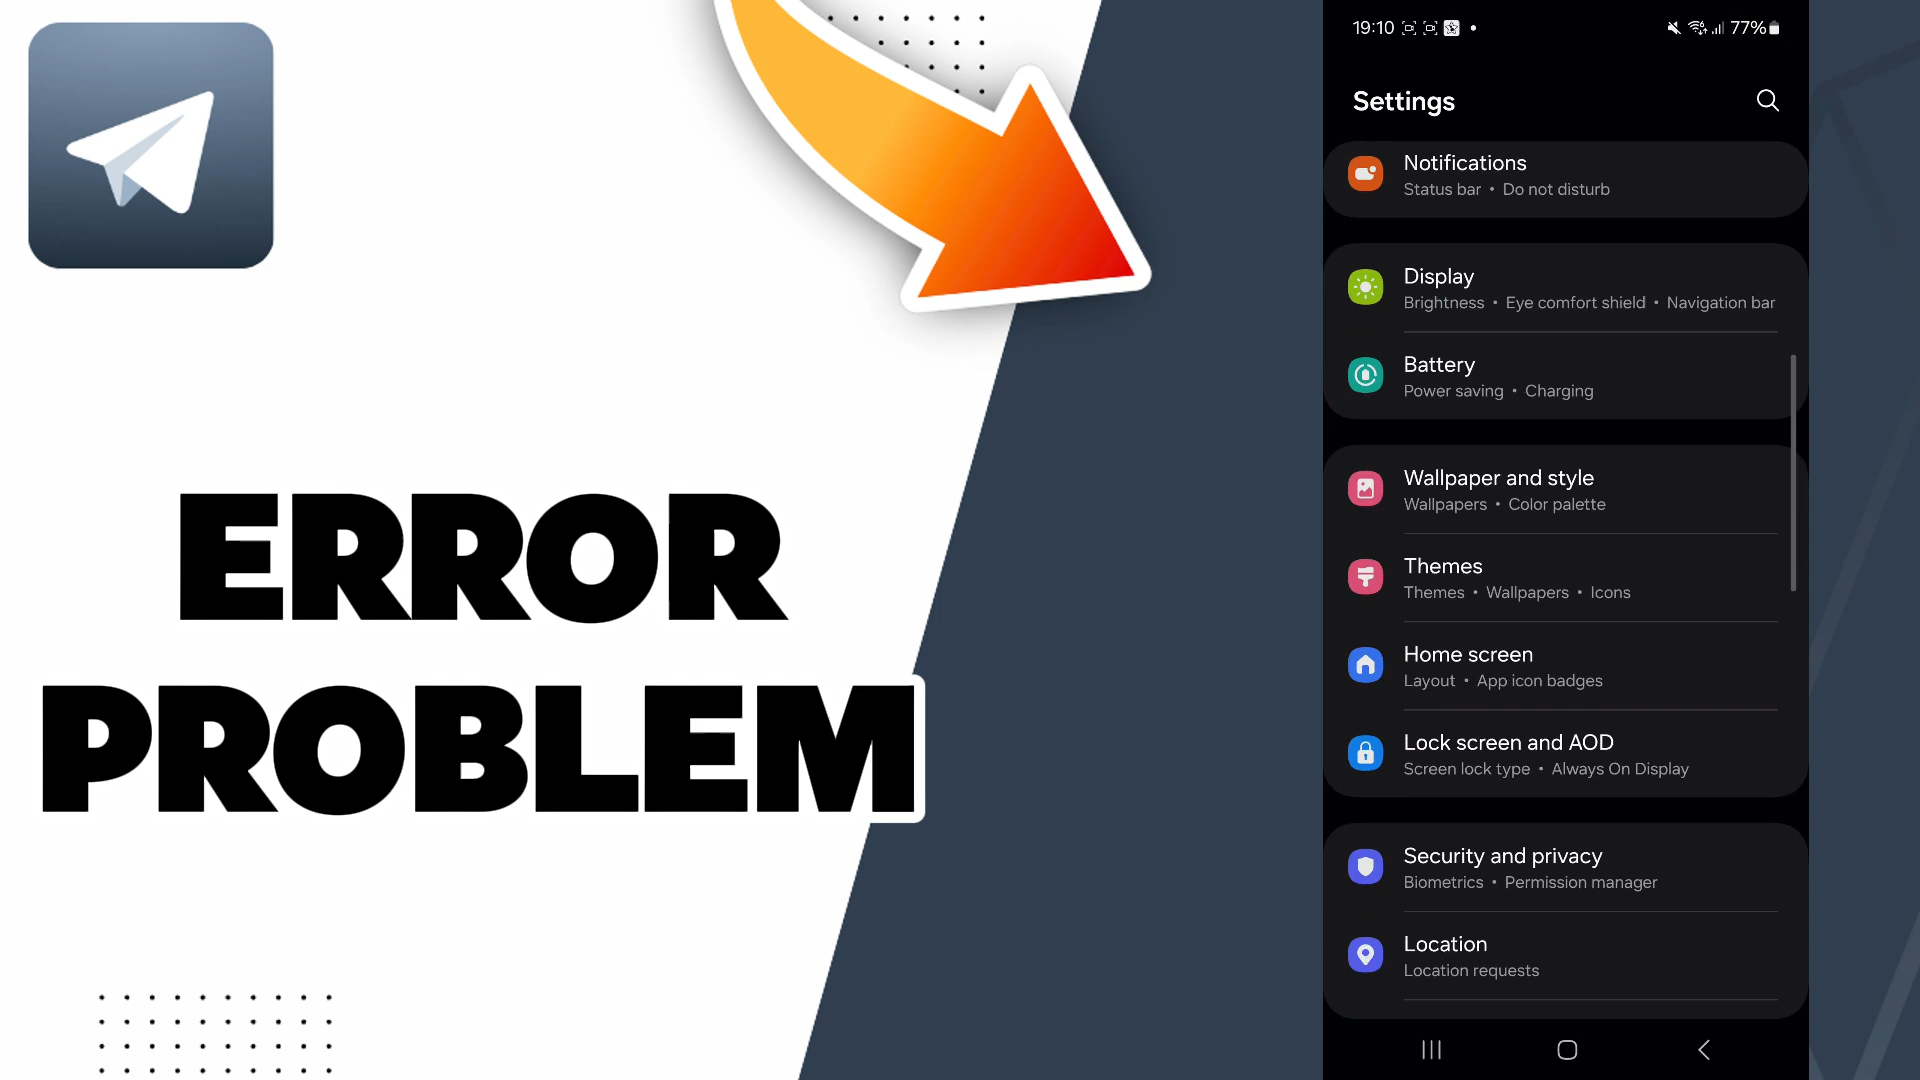 ERROR
PROBLEM
19:10
77%
Settings
Notifications
Status bar • Do not disturb
Display
Brightness • Eye comfort shield • Navigation bar
Battery
Power saving • Charging
Wallpaper and style
Wallpapers • Color palette
Themes
Themes • Wallpapers • Icons
Home screen
Layout • App icon badges
Lock screen and AOD
Screen lock type • Always On Display
Security and privacy
Biometrics • Permission manager
Location
Location requests